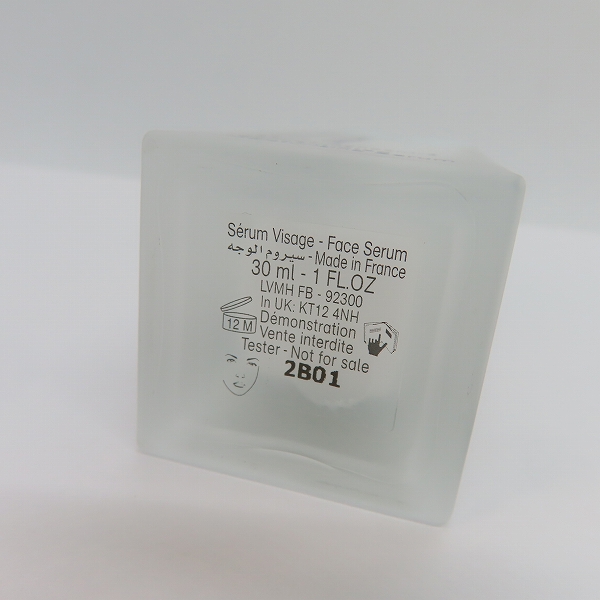 Sérum Visage - Face Serum
سيروم الوجه - Made in France
30 ml - 1 FL.OZ
LVMH FB - 92300
In UK: KT12 4NH
12 M
Démonstration
Vente interdite
Tester - Not for sale
2B01